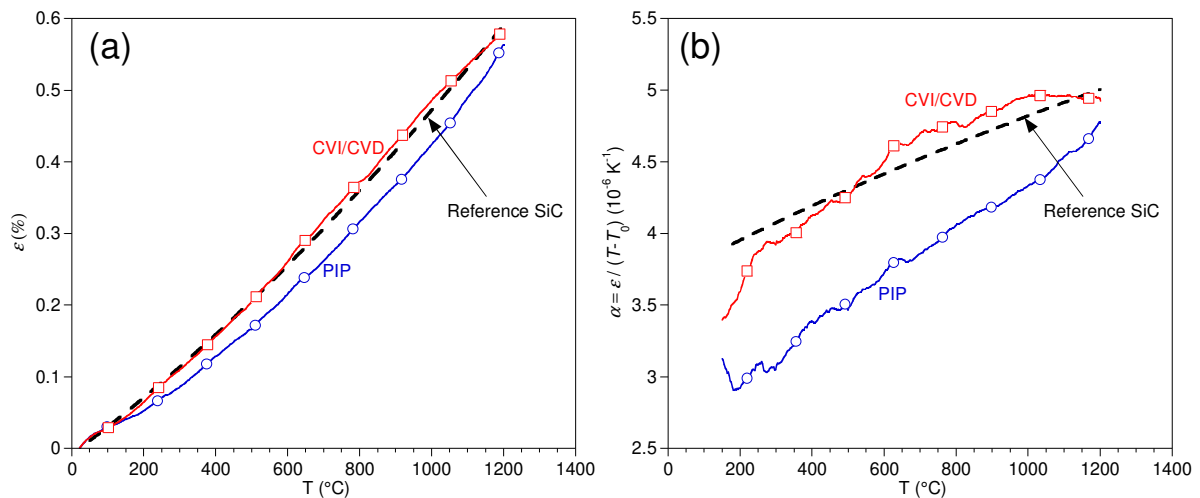 (a)
0.6
0.5
0.4
0.3
0.2
0.1
0
ε (%)
CVI/CVD
Reference SiC
PIP
0 200 400 600 800 1000 1200 1400
T (°C)
(b)
5.5
5
4.5
4
3.5
3
2.5
α = ε / (T-T₀) (10⁻⁶ K⁻¹)
CVI/CVD
Reference SiC
PIP
0 200 400 600 800 1000 1200 1400
T (°C)